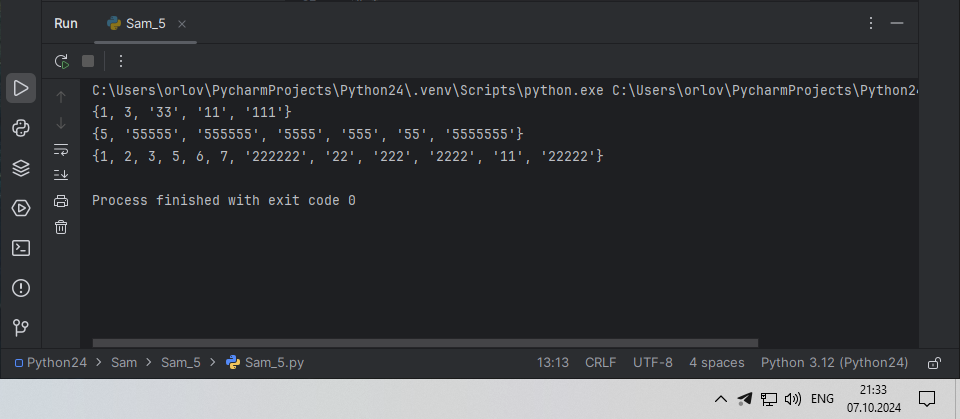 Run
Sam_5
C:\Users\orlov\PycharmProjects\Python24\.venv\Scripts\python.exe C:\Users\orlov\PycharmProjects\Python24
{1, 3, '33', '11', '111'}
{5, '55555', '555555', '5555', '555', '55', '5555555'}
{1, 2, 3, 5, 6, 7, '222222', '22', '222', '2222', '11', '22222'}
Process finished with exit code 0
Python24 > Sam > Sam_5 > Sam_5.py 13:13 CRLF UTF-8 4 spaces Python 3.12 (Python24)
ENG
21:33
07.10.2024